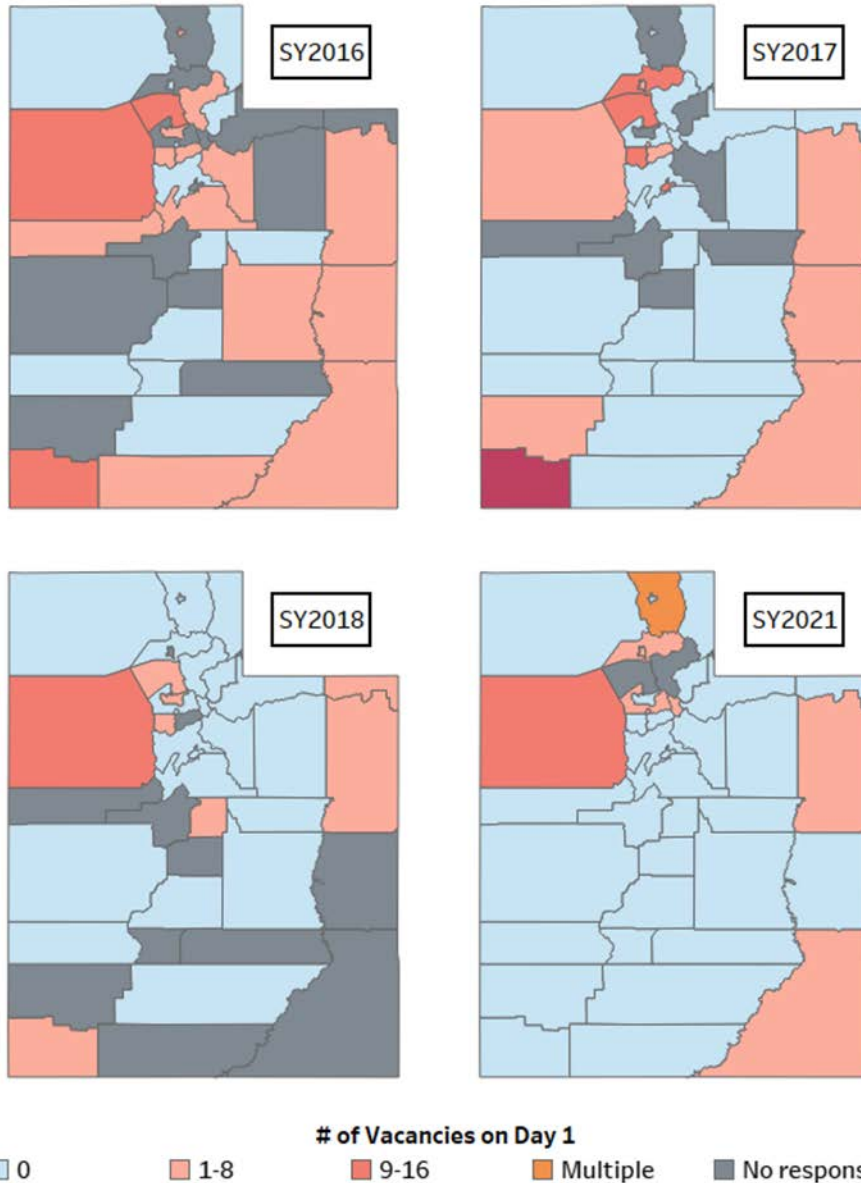 SY2016
SY2017
SY2018
SY2021
# of Vacancies on Day 1
0
1-8
9-16
Multiple
No respons